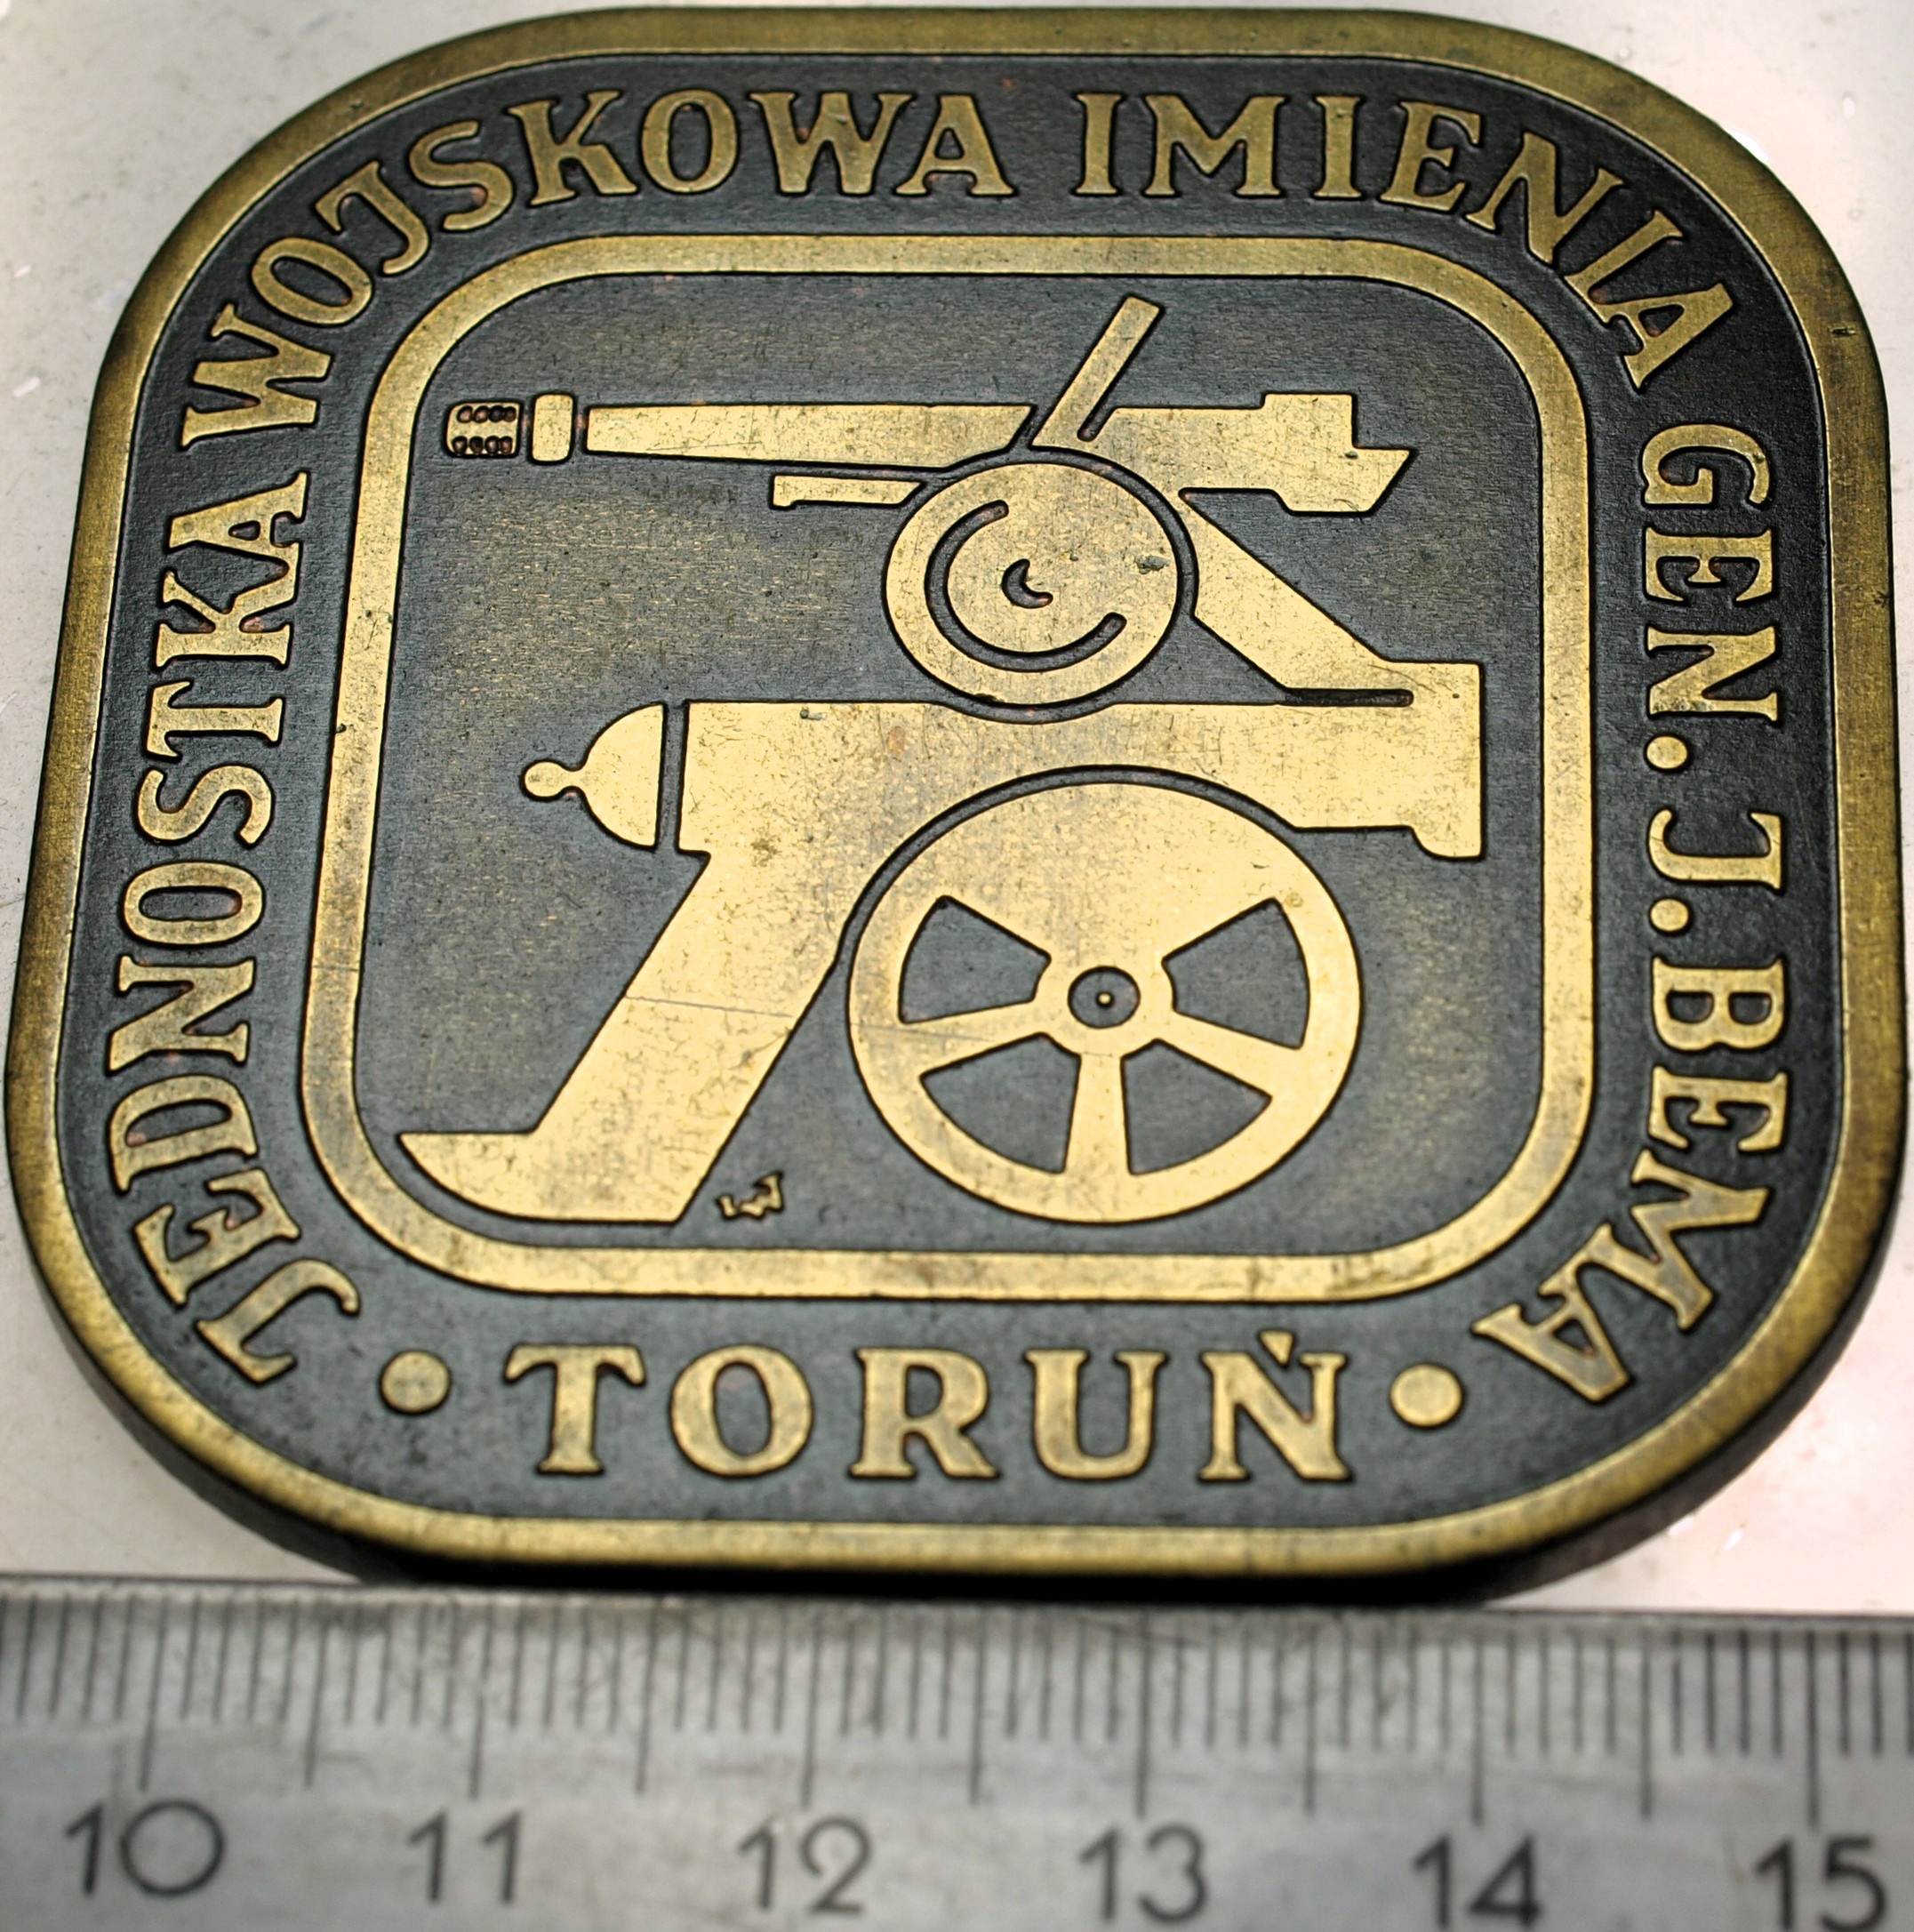 JEDNOSTKA WOJSKOWA IMIENIA GEN. J. BEMA
• TORUŃ •
10 11 12 13 14 15